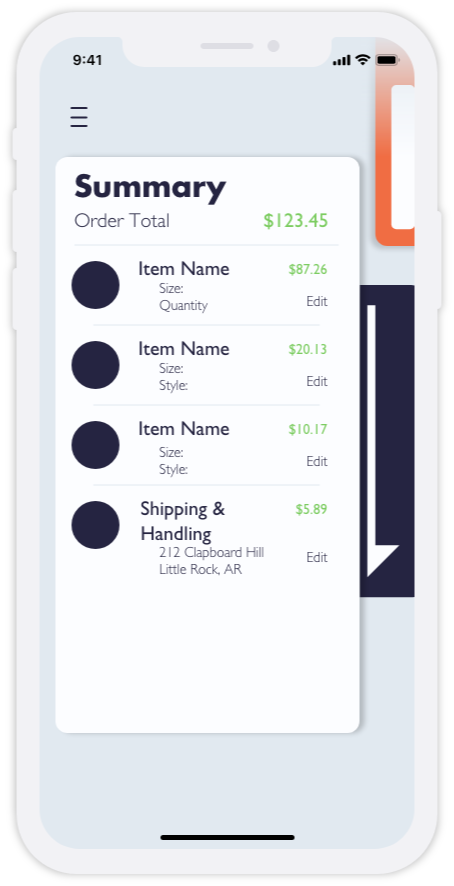 9:41
Summary
Order Total $123.45
Item Name $87.26
Size:
Quantity Edit
Item Name $20.13
Size:
Style: Edit
Item Name $10.17
Size:
Style: Edit
Shipping & $5.89
Handling
212 Clapboard Hill Edit
Little Rock, AR